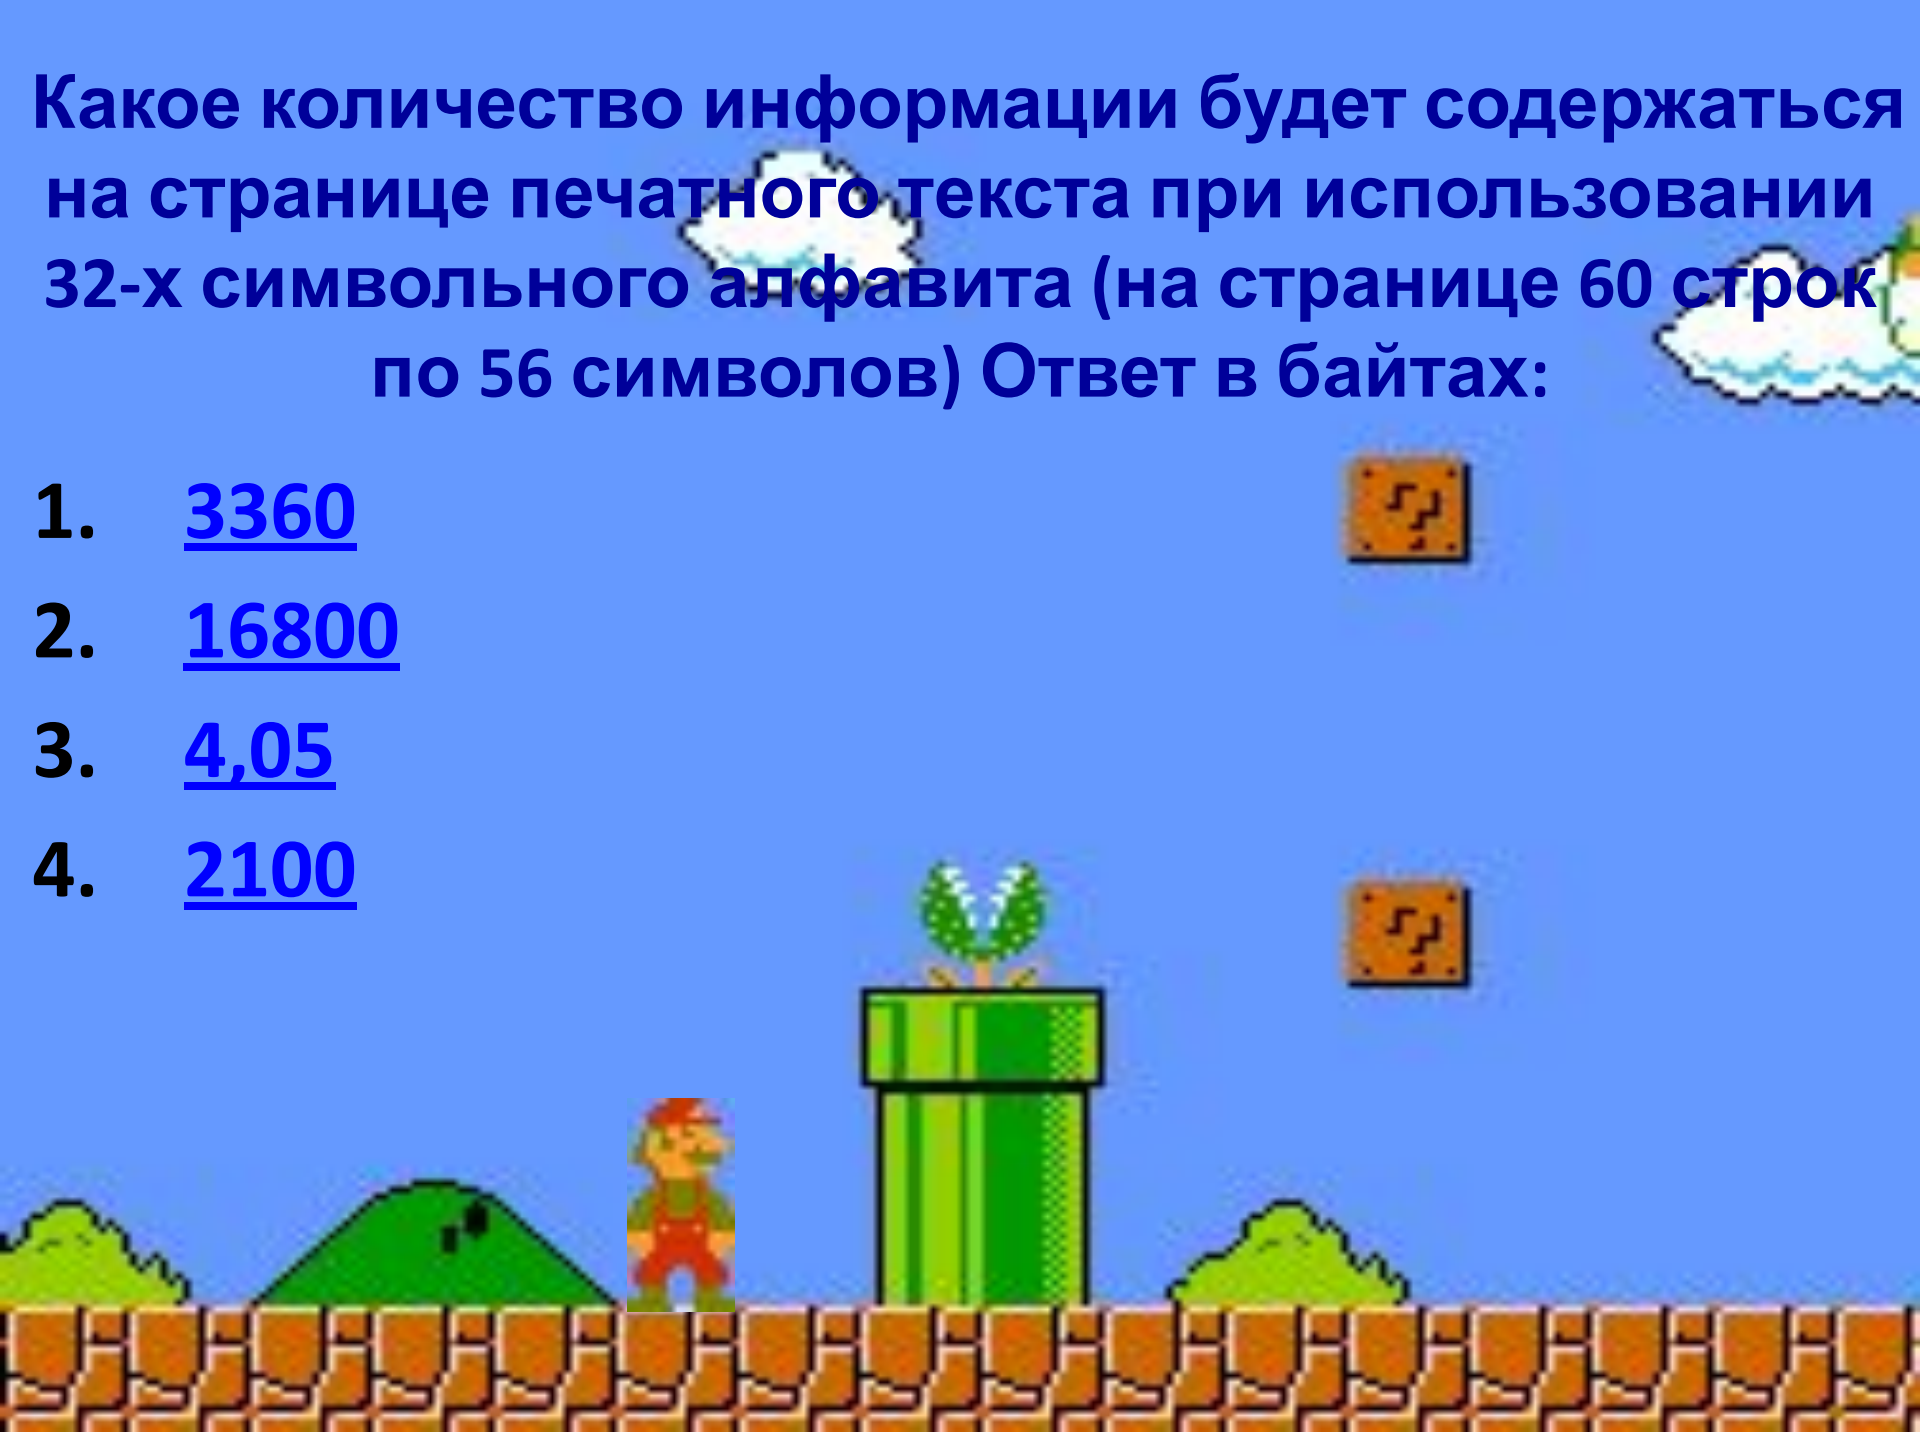 Какое количество информации будет содержаться
на странице печатного текста при использовании
32-х символьного алфавита (на странице 60 строк
по 56 символов) Ответ в байтах:
1. 3360
2. 16800
3. 4,05
4. 2100